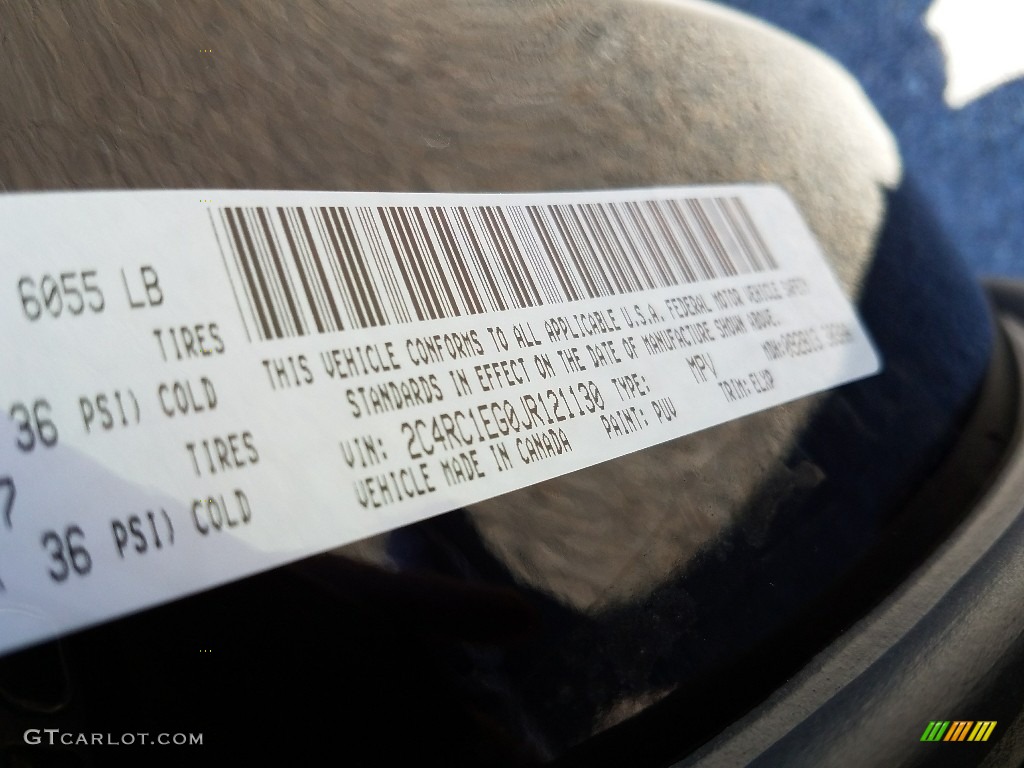 6055 LB
TIRES
36 PSI) COLD
TIRES
7
36 PSI) COLD
THIS VEHICLE CONFORMS TO ALL APPLICABLE U.S.A. FEDERAL MOTOR VEHICLE SAFETY
STANDARDS IN EFFECT ON THE DATE OF MANUFACTURE SHOWN ABOVE.
VIN: 2C4RC1EG0JR121130 TYPE: MPV
VEHICLE MADE IN CANADA PAINT: PUV TRIM:
GTCARLOT.COM